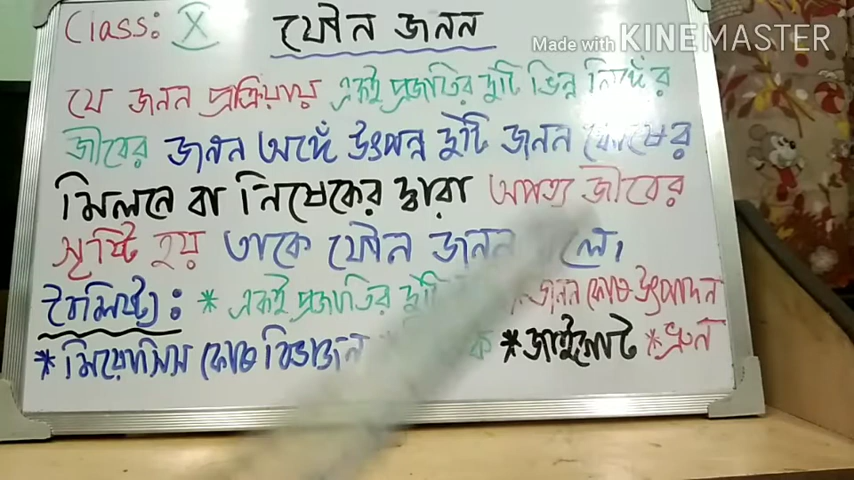 Class: X যৌন জনন
Made with KINEMASTER
যে জনন প্রক্রিয়ায় একই প্রজাতির দুটি ভিন্ন লিঙ্গের
জীবের জনন অঙ্গে উৎপন্ন দুটি জনন কোষের
মিলনে বা নিষেকের দ্বারা অপত্য জীবের
সৃষ্টি হয় তাকে যৌন জনন বলে।
বৈশিষ্ট্য: * একই প্রজাতির দুটি জনন কোষ উৎপাদন
* মিয়োসিস কোষ বিভাজন * জাইগোট * ভ্রূণ